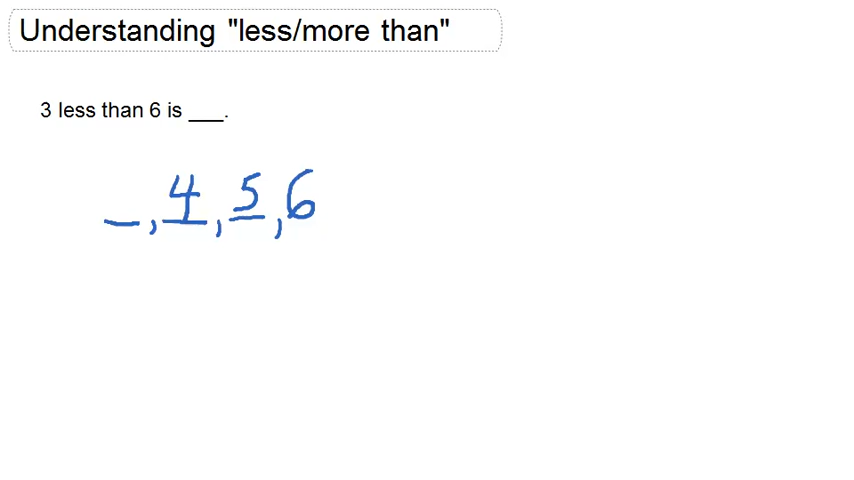 Understanding "less/more than"
3 less than 6 is ___.
_, 4, 5, 6